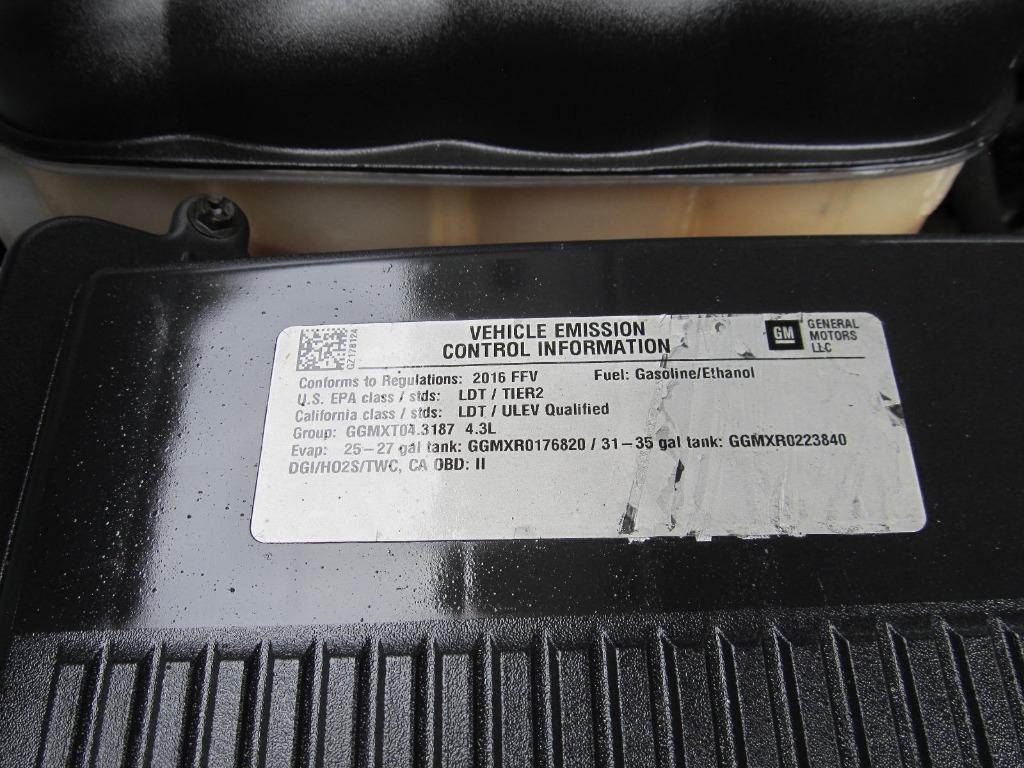 GZ178124
VEHICLE EMISSION
CONTROL INFORMATION
GM
GENERAL
MOTORS
LLC
Conforms to Regulations: 2016 FFV Fuel: Gasoline/Ethanol
U.S. EPA class / stds: LDT / TIER2
California class / stds: LDT / ULEV Qualified
Group: GGMXT04.3187 4.3L
Evap: 25-27 gal tank: GGMXR0176820 / 31-35 gal tank: GGMXR0223840
DGI/HO2S/TWC, CA OBD: II